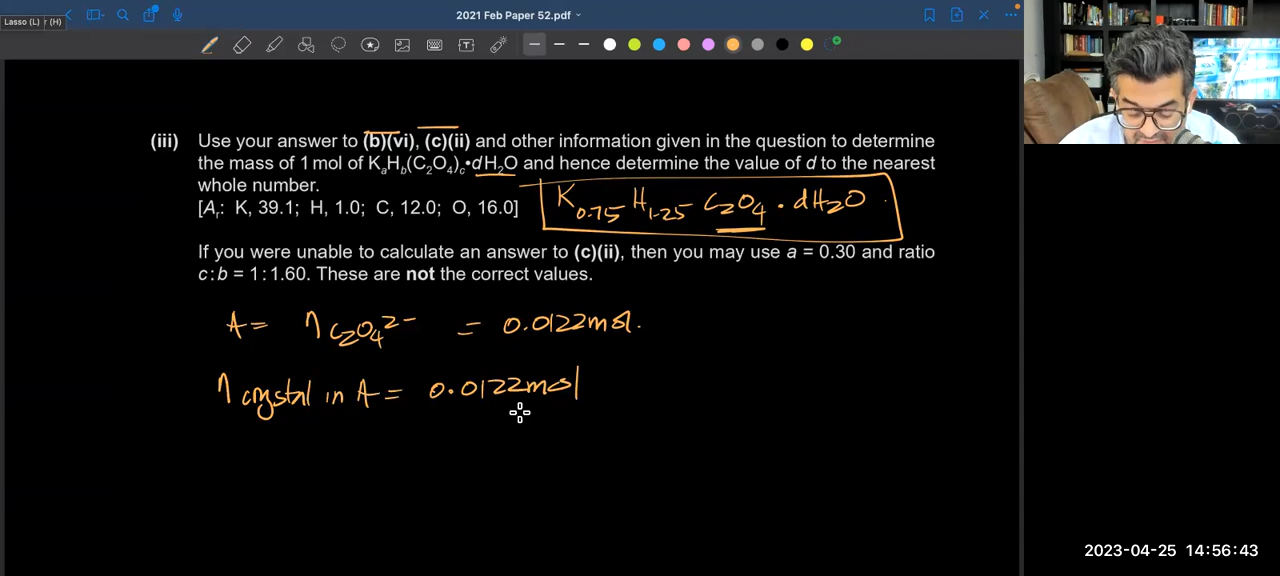 2021 Feb Paper 52.pdf
Lasso (L)
(H)
(iii) Use your answer to (b)(vi), (c)(ii) and other information given in the question to determine
the mass of 1 mol of KₐH_b(C₂O₄)_c•dH₂O and hence determine the value of d to the nearest
whole number.
[Aᵣ: K, 39.1; H, 1.0; C, 12.0; O, 16.0]
K₀.₇₅ H₁.₂₅ C₂O₄ · dH₂O
If you were unable to calculate an answer to (c)(ii), then you may use a = 0.30 and ratio
c : b = 1 : 1.60. These are not the correct values.
A = n C₂O₄²⁻ = 0.0122 mol.
n crystal in A = 0.0122 mol
2023-04-25 14:56:43